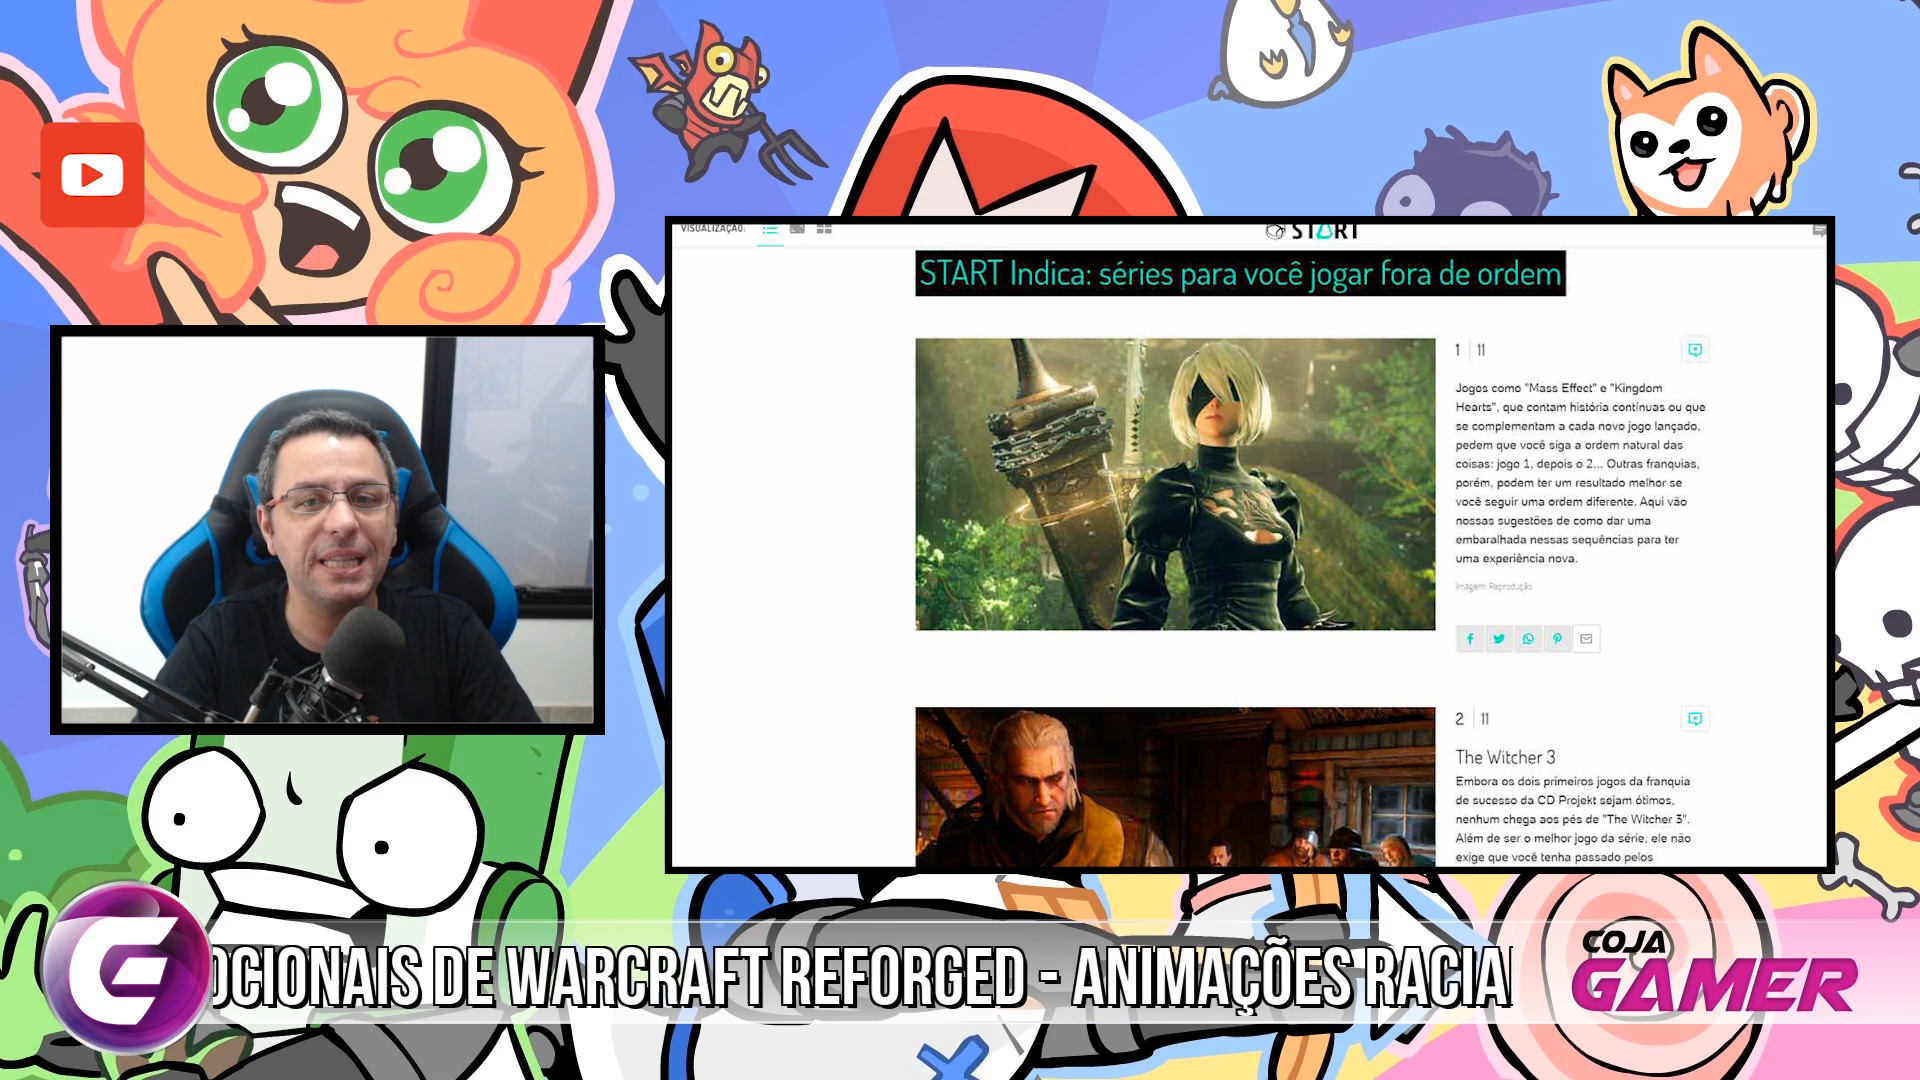 VISUALIZAÇÃO:
START
START Indica: séries para você jogar fora de ordem
1 | 11
Jogos como "Mass Effect" e "Kingdom
Hearts", que contam história contínuas ou que
se complementam a cada novo jogo lançado,
pedem que você siga a ordem natural das
coisas: jogo 1, depois o 2... Outras franquias,
porém, podem ter um resultado melhor se
você seguir uma ordem diferente. Aqui vão
nossas sugestões de como dar uma
embaralhada nessas sequências para ter
uma experiência nova.
Imagem: Reprodução
2 | 11
The Witcher 3
Embora os dois primeiros jogos da franquia
de sucesso da CD Projekt sejam ótimos,
nenhum chega aos pés de "The Witcher 3".
Além de ser o melhor jogo da série, ele não
exige que você tenha passado pelos
OCIONAIS DE WARCRAFT REFORGED - ANIMAÇÕES RACIAI
COJA
GAMER